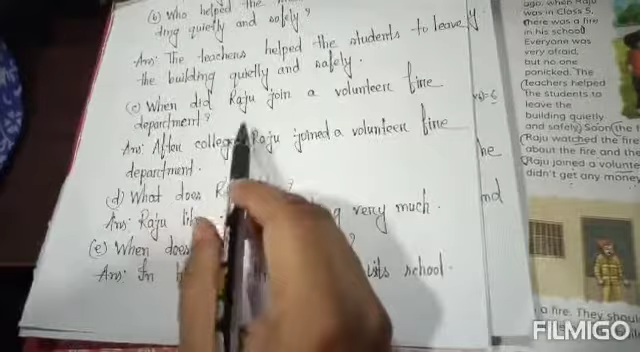 (b) Who helped the
ding quietly and safely?
Ans: The teachers helped the students to leave
the building quietly and safely.
(c) When did Raju join a volunteer fire
department?
Ans: After college Raju joined a volunteer fire
department.
(d) What does R ?
Ans: Raju very much.
(e) When does ?
Ans: In school.
he
nd
ago, when Raju
was in Class 5,
there was a fire
in his school
Everyone was
very afraid,
but no one
panicked. The
teachers helped
the students to
leave the
building quietly
and safely. Soon the
Raju watched the fire
about the fire and the
Raju joined a volunte
didn't get any money
a fire. They shoul
FILMIGO